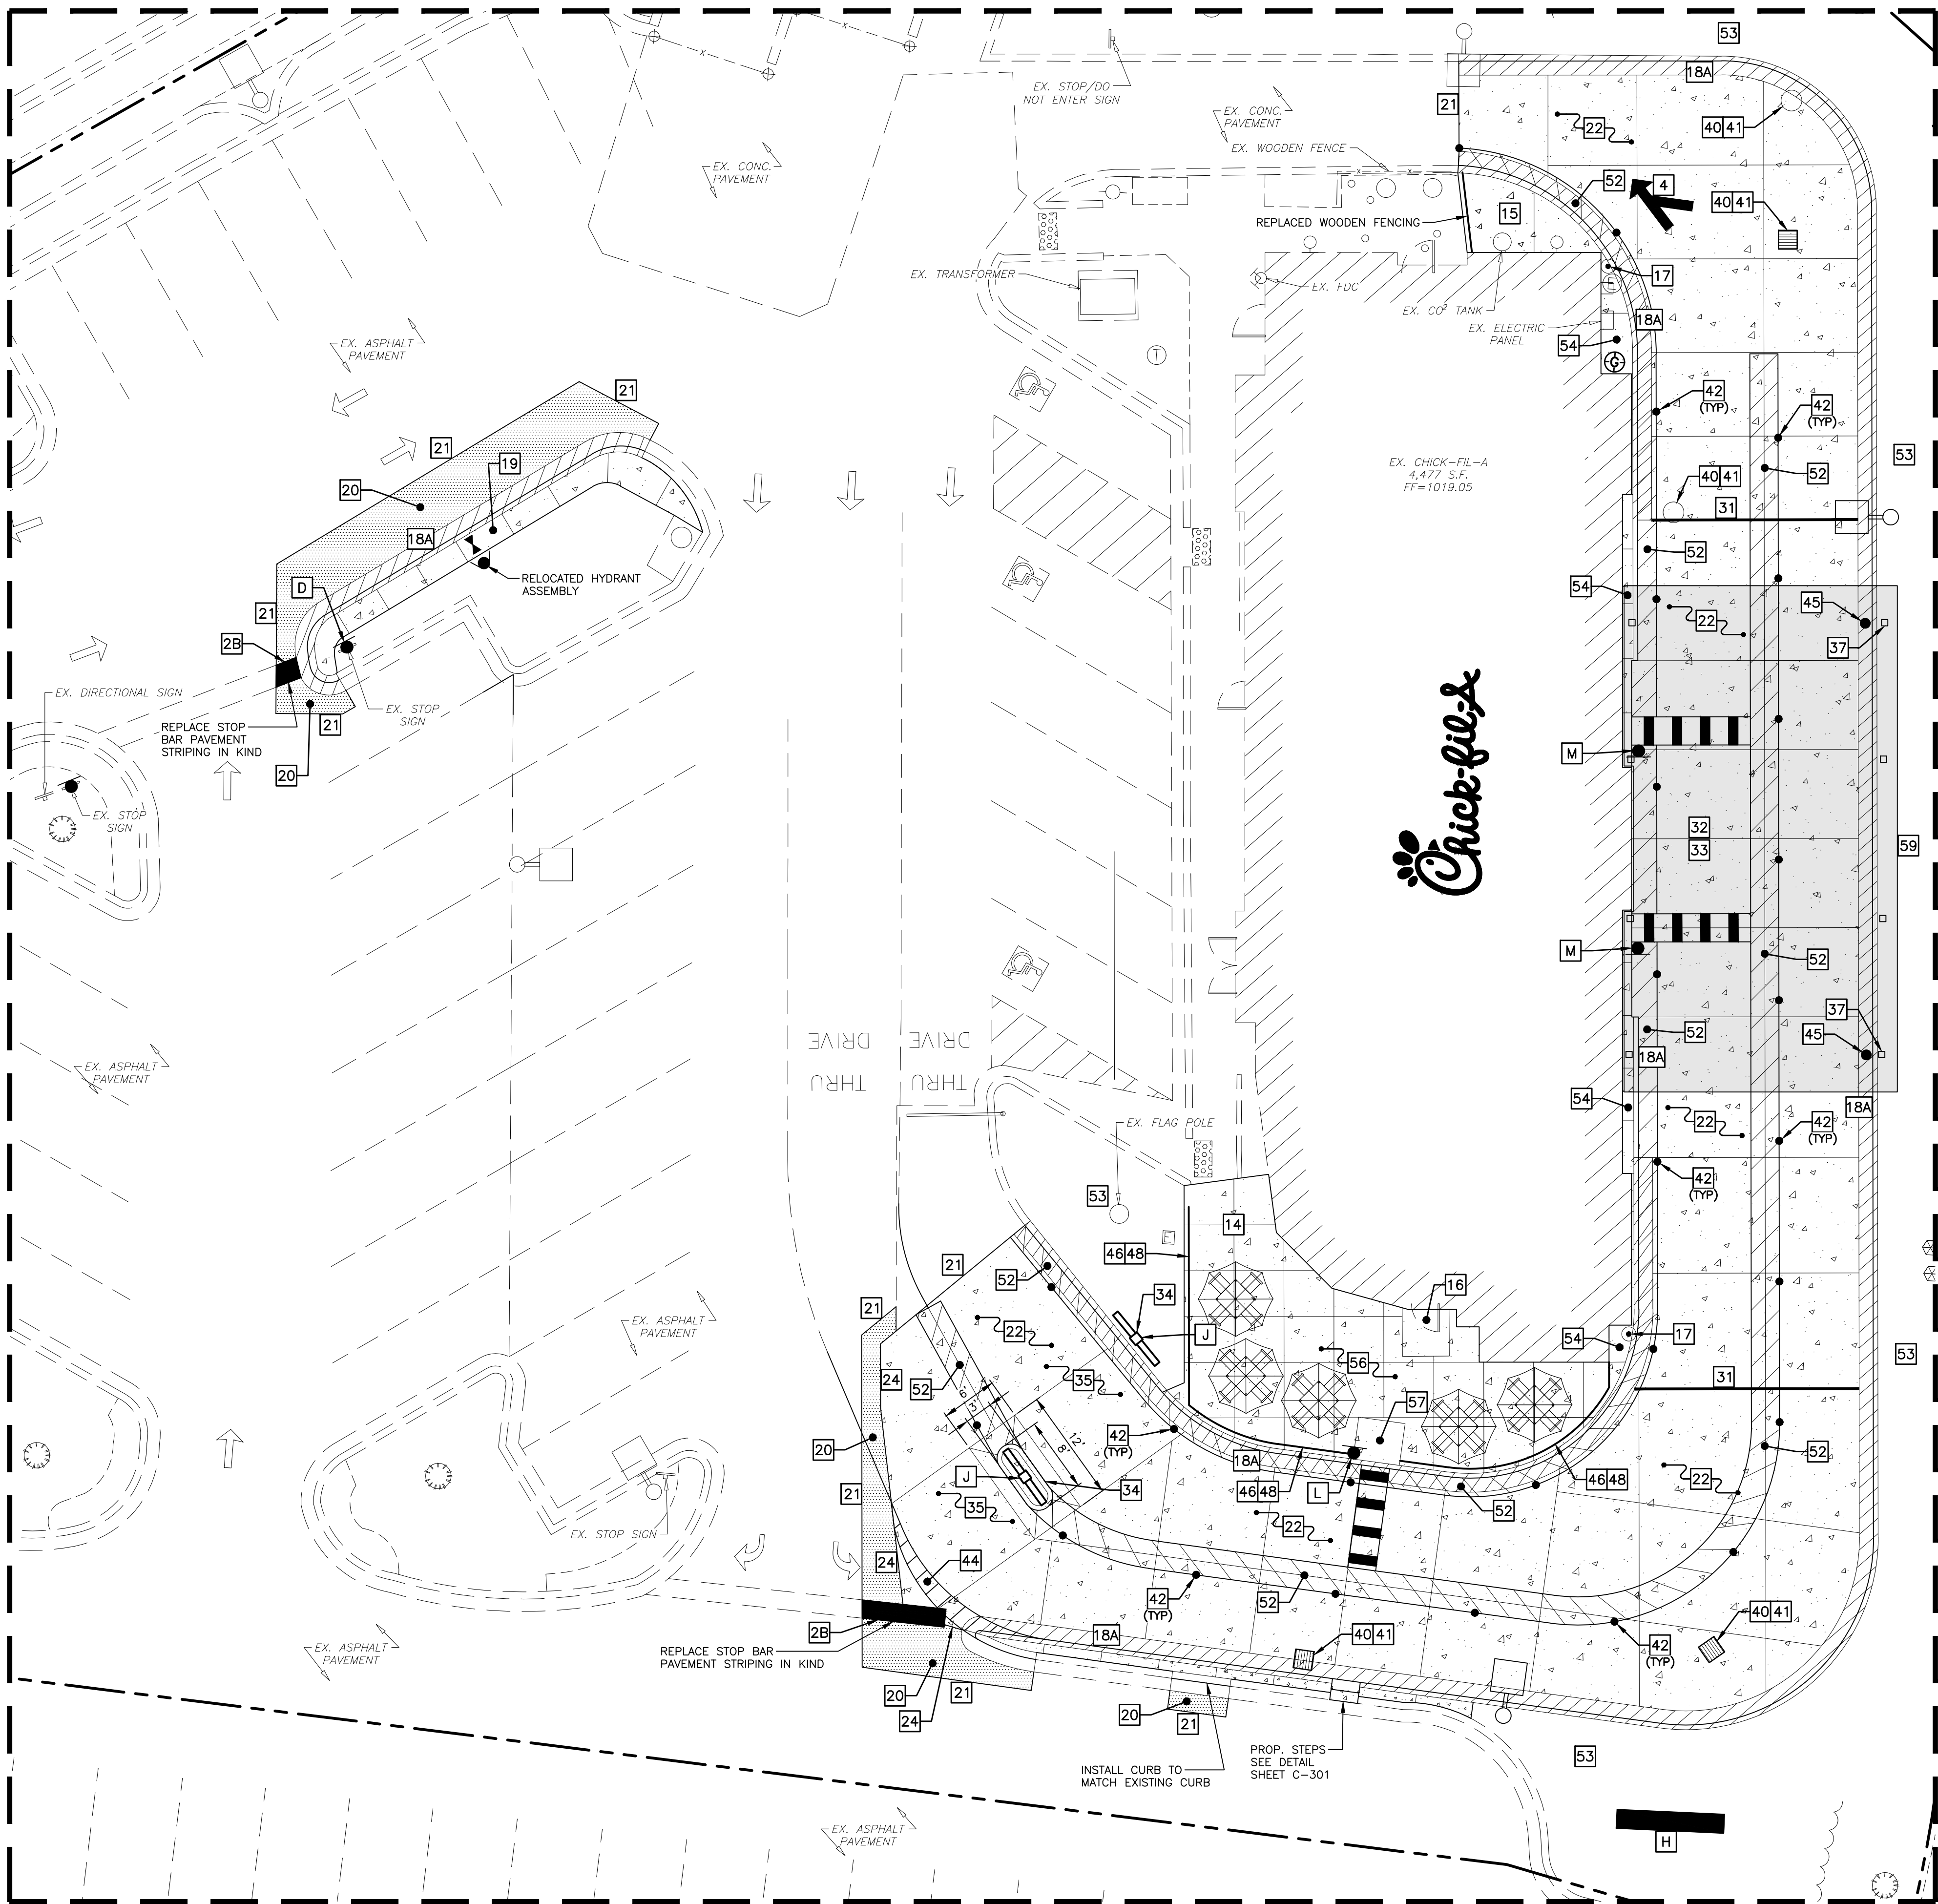 53
18A
EX. STOP/DO
NOT ENTER SIGN
21
EX. CONC.
PAVEMENT
22
40 41
EX. WOODEN FENCE
EX. CONC.
PAVEMENT
52
4
40 41
15
REPLACED WOODEN FENCING
EX. TRANSFORMER
EX. FDC
17
EX. CO2 TANK
18A
EX. ELECTRIC
PANEL
54
G
T
EX. ASPHALT
PAVEMENT
21
42
(TYP)
42
(TYP)
21
19
EX. CHICK-FIL-A
4,477 S.F.
FF=1019.05
53
52
20
40 41
31
18A
52
RELOCATED HYDRANT
ASSEMBLY
D
54
45
21
22
2B
37
EX. DIRECTIONAL SIGN
EX. STOP
SIGN
REPLACE STOP
BAR PAVEMENT
STRIPING IN KIND
21
20
M
Chick-fil-A
EX. STOP
SIGN
32
33
59
M
52
37
DRIVE
DRIVE
52
45
18A
EX. ASPHALT
PAVEMENT
THRU
THRU
54
18A
EX. FLAG POLE
22
42
(TYP)
42
(TYP)
53
14
E
46 48
21
52
16
34
21
EX. ASPHALT
PAVEMENT
22
J
54
17
53
56
24
52
35
31
6'
3'
57
12'
8'
42
(TYP)
20
52
18A
J
22
46 48
34
46 48
L
21
35
52
22
EX. STOP SIGN
24
44
42
(TYP)
52
40 41
2B
18A
40 41
EX. ASPHALT
PAVEMENT
REPLACE STOP BAR
PAVEMENT STRIPING IN KIND
42
(TYP)
20
21
24
20
21
PROP. STEPS
SEE DETAIL
SHEET C-301
53
INSTALL CURB TO
MATCH EXISTING CURB
EX. ASPHALT
PAVEMENT
H